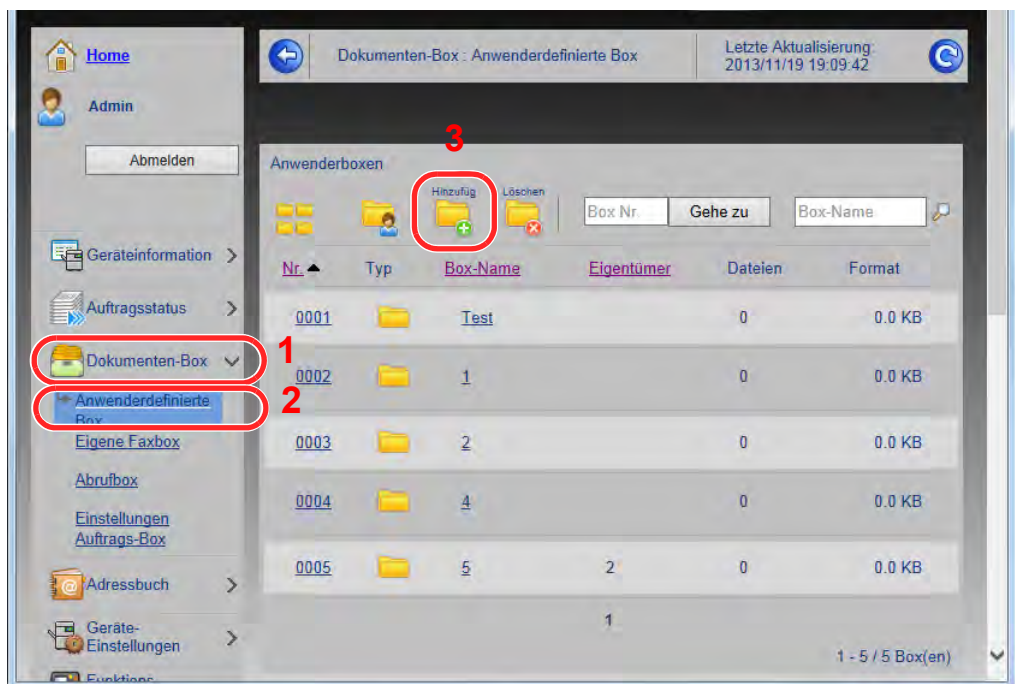 Home
Dokumenten-Box : Anwenderdefinierte Box
Letzte Aktualisierung:
2013/11/19 19:09:42
Admin
Abmelden
3
Anwenderboxen
Hinzufüg
Löschen
Box Nr.
Gehe zu
Box-Name
Geräteinformation
Nr. Typ Box-Name Eigentümer Dateien Format
Auftragsstatus
0001 Test 0 0.0 KB
Dokumenten-Box
1
0002 1 0 0.0 KB
Anwenderdefinierte
Box
2
Eigene Faxbox
0003 2 0 0.0 KB
Abrufbox
0004 4 0 0.0 KB
Einstellungen
Auftrags-Box
0005 5 2 0 0.0 KB
Adressbuch
1
Geräte-
Einstellungen
1 - 5 / 5 Box(en)
Funktions